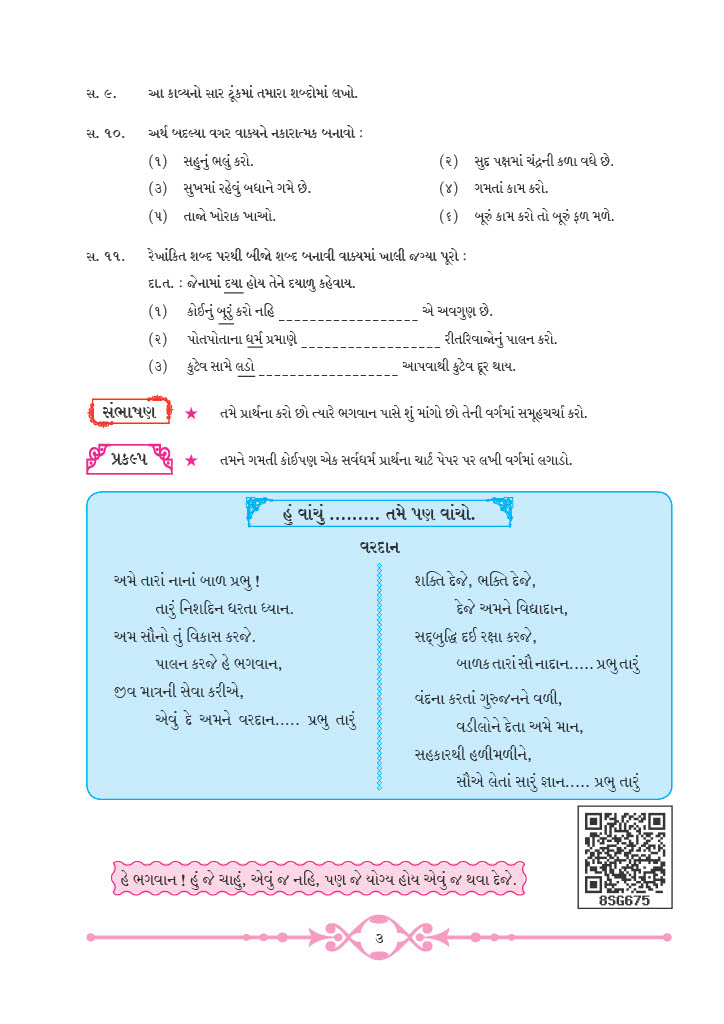 સ. ૯. આ કાવ્યનો સાર ટૂંકમાં તમારા શબ્દોમાં લખો.
સ. ૧૦. અર્થ બદલ્યા વગર વાક્યને નકારાત્મક બનાવો :
(૧) સહુનું ભલું કરો. (૨) સુદ પક્ષમાં ચંદ્રની કળા વધે છે.
(૩) સુખમાં રહેવું બધાને ગમે છે. (૪) ગમતાં કામ કરો.
(૫) તાજો ખોરાક ખાઓ. (૬) બૂરું કામ કરો તો બૂરું ફળ મળે.
સ. ૧૧. રેખાંકિત શબ્દ પરથી બીજો શબ્દ બનાવી વાક્યમાં ખાલી જગ્યા પૂરો :
દા.ત. : જેનામાં દયા હોય તેને દયાળુ કહેવાય.
(૧) કોઈનું બૂરું કરો નહિ __________________ એ અવગુણ છે.
(૨) પોતપોતાના ધર્મ પ્રમાણે __________________ રીતરિવાજોનું પાલન કરો.
(૩) કુટેવ સામે લડો __________________ આપવાથી કુટેવ દૂર થાય.
સંભાષણ ★ તમે પ્રાર્થના કરો છો ત્યારે ભગવાન પાસે શું માંગો છો તેની વર્ગમાં સમૂહચર્ચા કરો.
પ્રકલ્પ ★ તમને ગમતી કોઈપણ એક સર્વધર્મ પ્રાર્થના ચાર્ટ પેપર પર લખી વર્ગમાં લગાડો.
હું વાંચું ......... તમે પણ વાંચો.
વરદાન
અમે તારાં નાનાં બાળ પ્રભુ !
તારું નિશદિન ધરતા ધ્યાન.
અમ સૌનો તું વિકાસ કરજે.
પાલન કરજે હે ભગવાન,
જીવ માત્રની સેવા કરીએ,
એવું દે અમને વરદાન..... પ્રભુ તારું
શક્તિ દેજે, ભક્તિ દેજે,
દેજે અમને વિદ્યાદાન,
સદ્‌બુદ્ધિ દઈ રક્ષા કરજે,
બાળક તારાં સૌ નાદાન..... પ્રભુ તારું
વંદના કરતાં ગુરુજનને વળી,
વડીલોને દેતા અમે માન,
સહકારથી હળીમળીને,
સૌએ લેતાં સારું જ્ઞાન..... પ્રભુ તારું
8SG675
હે ભગવાન ! હું જે ચાહું, એવું જ નહિ, પણ જે યોગ્ય હોય એવું જ થવા દેજે.
૩